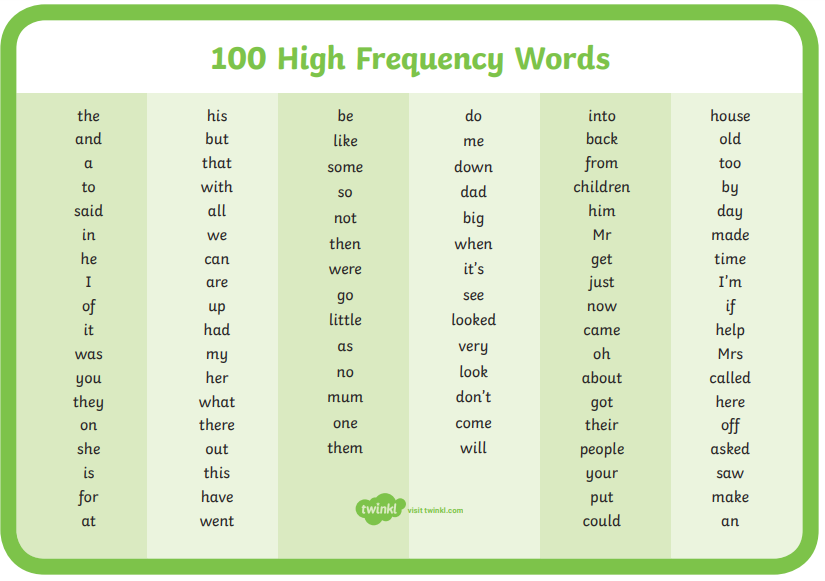 100 High Frequency Words
the
and
a
to
said
in
he
I
of
it
was
you
they
on
she
is
for
at
his
but
that
with
all
we
can
are
up
had
my
her
what
there
out
this
have
went
be
like
some
so
not
then
were
go
little
as
no
mum
one
them
do
me
down
dad
big
when
it's
see
looked
very
look
don't
come
will
into
back
from
children
him
Mr
get
just
now
came
oh
about
got
their
people
your
put
could
house
old
too
by
day
made
time
I'm
if
help
Mrs
called
here
off
asked
saw
make
an
twinkl visit twinkl.com